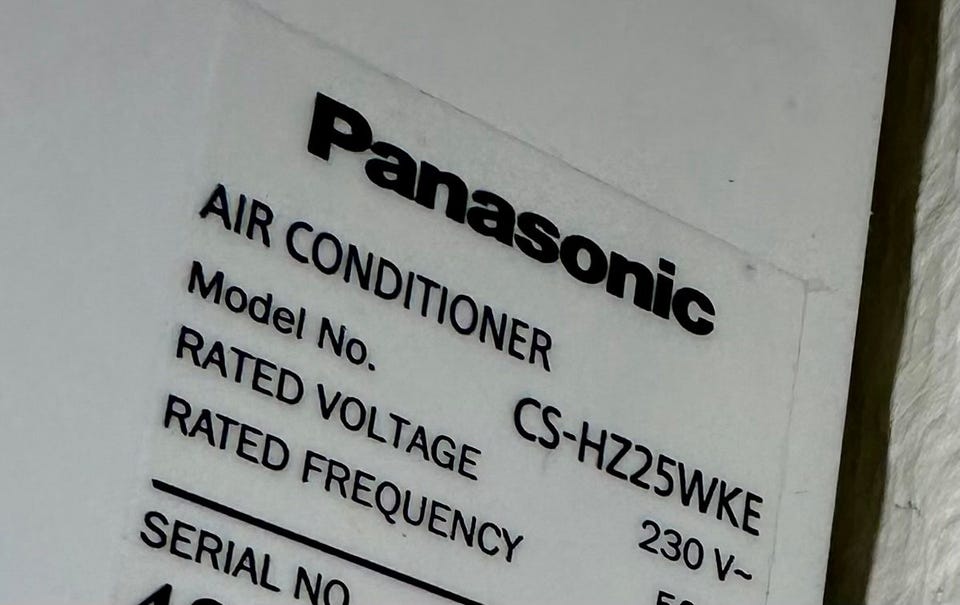 Panasonic
AIR CONDITIONER
Model No. CS-HZ25WKE
RATED VOLTAGE 230 V~
RATED FREQUENCY
SERIAL NO